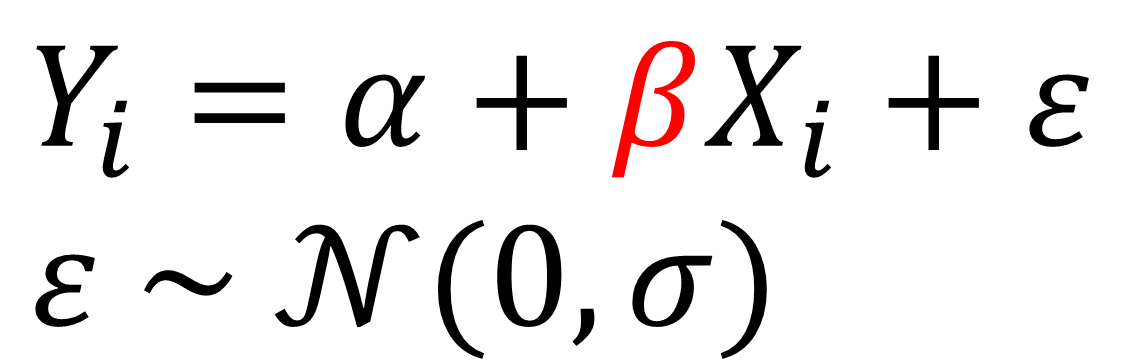 Yᵢ = α + βXᵢ + ε
ε ~ 𝒩(0, σ)